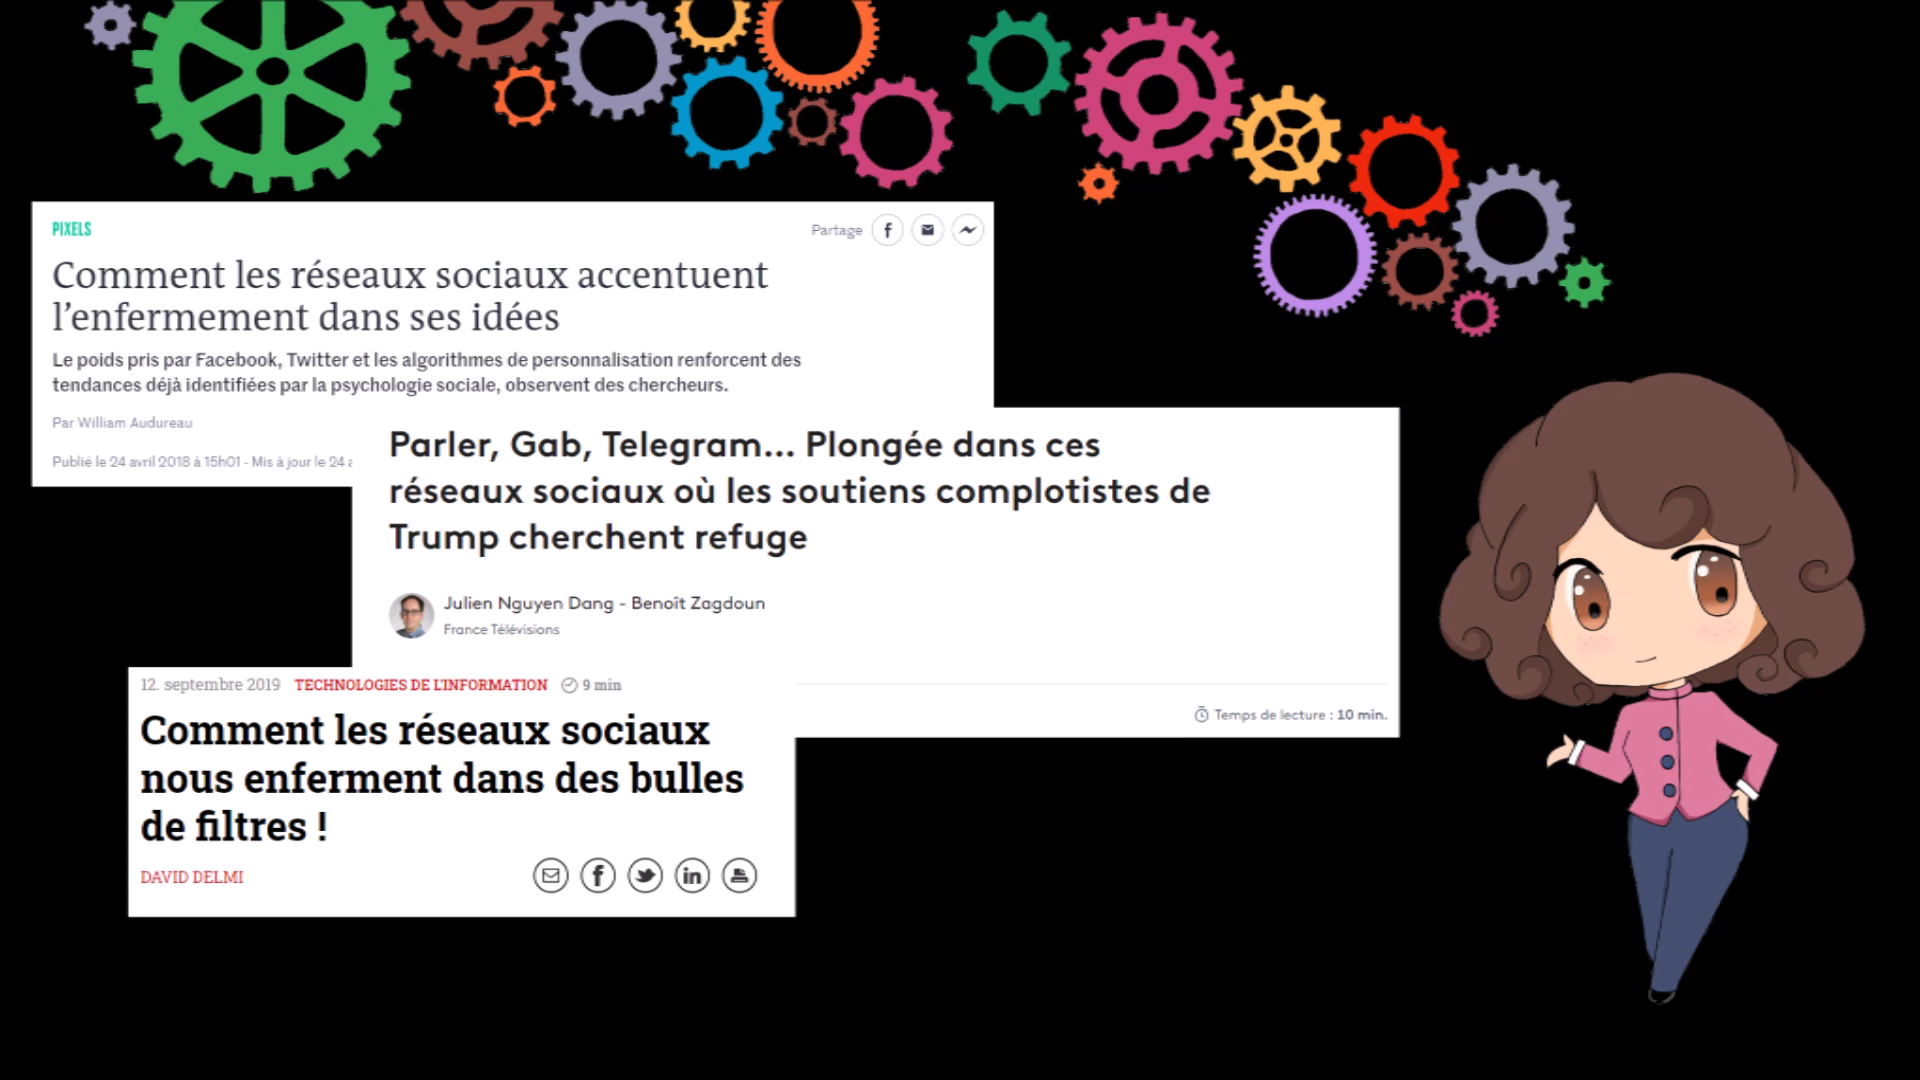 PIXELS
Partage
Comment les réseaux sociaux accentuent
l'enfermement dans ses idées
Le poids pris par Facebook, Twitter et les algorithmes de personnalisation renforcent des
tendances déjà identifiées par la psychologie sociale, observent des chercheurs.
Par William Audureau
Publié le 24 avril 2018 à 15h01 - Mis à jour le 24 a
Parler, Gab, Telegram... Plongée dans ces
réseaux sociaux où les soutiens complotistes de
Trump cherchent refuge
Julien Nguyen Dang - Benoît Zagdoun
France Télévisions
Temps de lecture : 10 min.
12. septembre 2019 TECHNOLOGIES DE L'INFORMATION 9 min
Comment les réseaux sociaux
nous enferment dans des bulles
de filtres !
DAVID DELMI